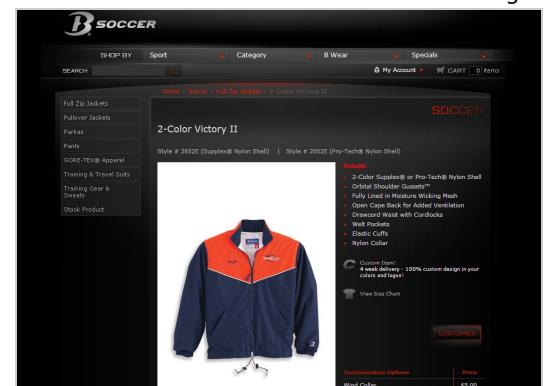 B SOCCER
SHOP BY Sport Category B Wear Specials
SEARCH GO My Account CART 0 items
Home > Soccer > Full Zip Jackets > 2-Color Victory II
Full Zip Jackets
Pullover Jackets
Parkas
Pants
GORE-TEX® Apparel
Training & Travel Suits
Training Gear &
Sweats
Stock Product
SOCCER
2-Color Victory II
Style # 2652E (Supplex® Nylon Shell) | Style # 2052E (Pro-Tech® Nylon Shell)
Details
2-Color Supplex® or Pro-Tech® Nylon Shell
Orbital Shoulder Gussets™
Fully Lined in Moisture Wicking Mesh
Open Cape Back for Added Ventilation
Drawcord Waist with Cordlocks
Welt Pockets
Elastic Cuffs
Nylon Collar
Custom Item!
4 week delivery - 100% custom design in your
colors and logos!
View Size Chart
CUSTOMIZE
Customization Options Price
Wind Collar $5.00